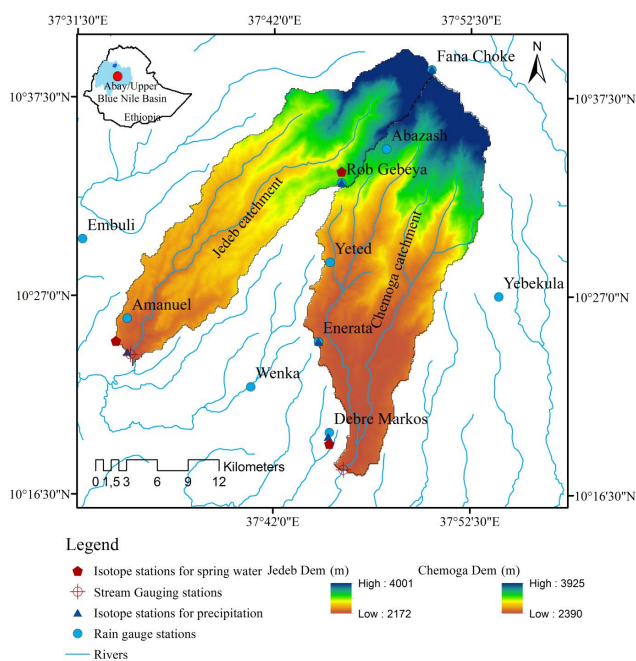 37°31'30"E
37°42'0"E
37°52'30"E
N
Fana Choke
Abay/Upper
Blue Nile Basin
Ethiopia
10°37'30"N
10°37'30"N
Abazash
Rob Gebeya
Jedeb catchment
Embuli
Yeted
Chemoga catchment
Yebekula
10°27'0"N
10°27'0"N
Amanuel
Enerata
Wenka
Debre Markos
Kilometers
0 1,5 3 6 9 12
10°16'30"N
10°16'30"N
37°42'0"E
37°52'30"E
Legend
Isotope stations for spring water
Stream Gauging stations
Isotope stations for precipitation
Rain gauge stations
Rivers
Jedeb Dem (m)
High : 4001
Low : 2172
Chemoga Dem (m)
High : 3925
Low : 2390